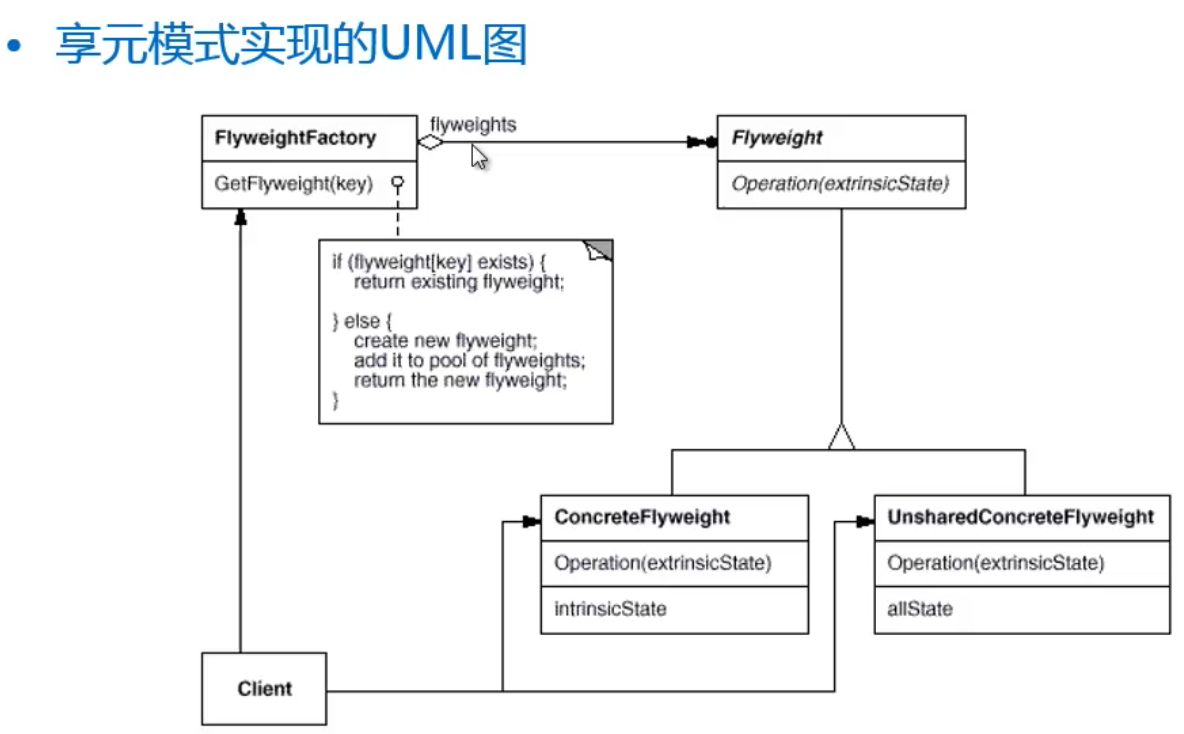 • 享元模式实现的UML图
FlyweightFactory
GetFlyweight(key)
flyweights
Flyweight
Operation(extrinsicState)
if (flyweight[key] exists) {
return existing flyweight;
} else {
create new flyweight;
add it to pool of flyweights;
return the new flyweight;
}
ConcreteFlyweight
Operation(extrinsicState)
intrinsicState
UnsharedConcreteFlyweight
Operation(extrinsicState)
allState
Client